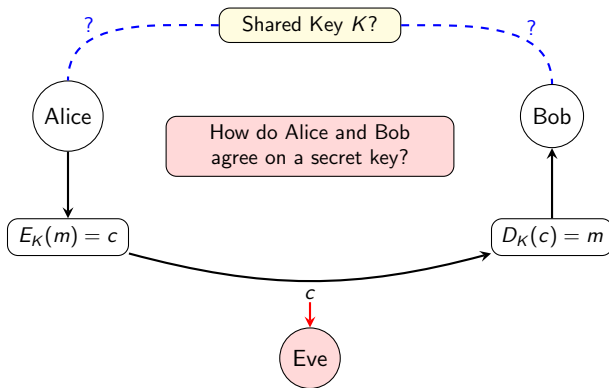 Shared Key K?
?
?
Alice
Bob
How do Alice and Bob
agree on a secret key?
E_K(m) = c
D_K(c) = m
c
Eve